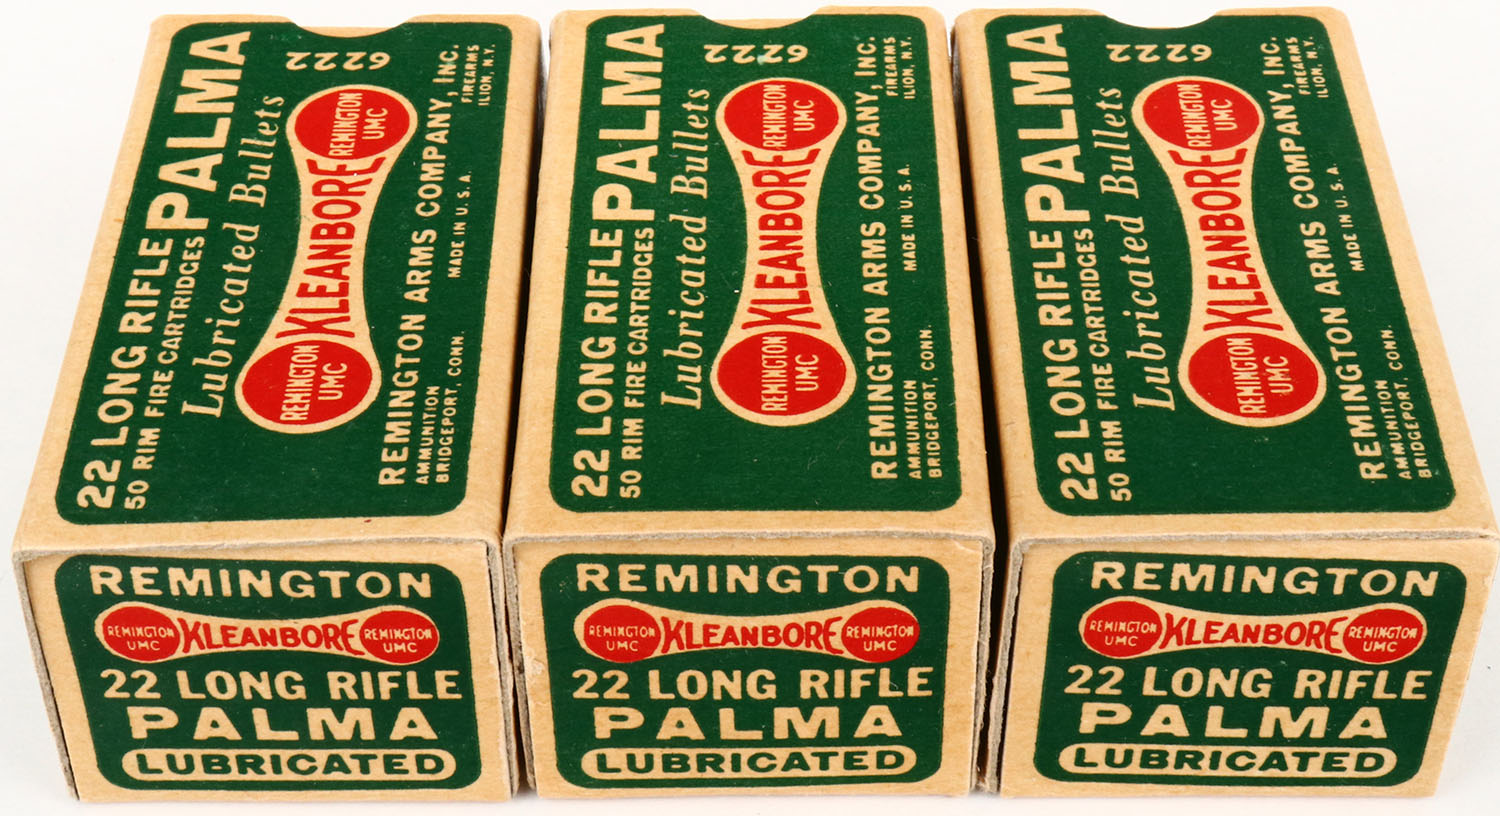 22 LONG RIFLE PALMA
50 RIM FIRE CARTRIDGES
Lubricated Bullets
6222
REMINGTON UMC KLEANBORE REMINGTON UMC
REMINGTON ARMS COMPANY, INC.
AMMUNITION
BRIDGEPORT, CONN.
MADE IN U.S.A.
FIREARMS
ILION, N.Y.
REMINGTON
REMINGTON UMC KLEANBORE REMINGTON UMC
22 LONG RIFLE
PALMA
LUBRICATED
22 LONG RIFLE PALMA
50 RIM FIRE CARTRIDGES
Lubricated Bullets
6222
REMINGTON UMC KLEANBORE REMINGTON UMC
REMINGTON ARMS COMPANY, INC.
AMMUNITION
BRIDGEPORT, CONN.
MADE IN U.S.A.
FIREARMS
ILION, N.Y.
REMINGTON
REMINGTON UMC KLEANBORE REMINGTON UMC
22 LONG RIFLE
PALMA
LUBRICATED
22 LONG RIFLE PALMA
50 RIM FIRE CARTRIDGES
Lubricated Bullets
6222
REMINGTON UMC KLEANBORE REMINGTON UMC
REMINGTON ARMS COMPANY, INC.
AMMUNITION
BRIDGEPORT, CONN.
MADE IN U.S.A.
FIREARMS
ILION, N.Y.
REMINGTON
REMINGTON UMC KLEANBORE REMINGTON UMC
22 LONG RIFLE
PALMA
LUBRICATED